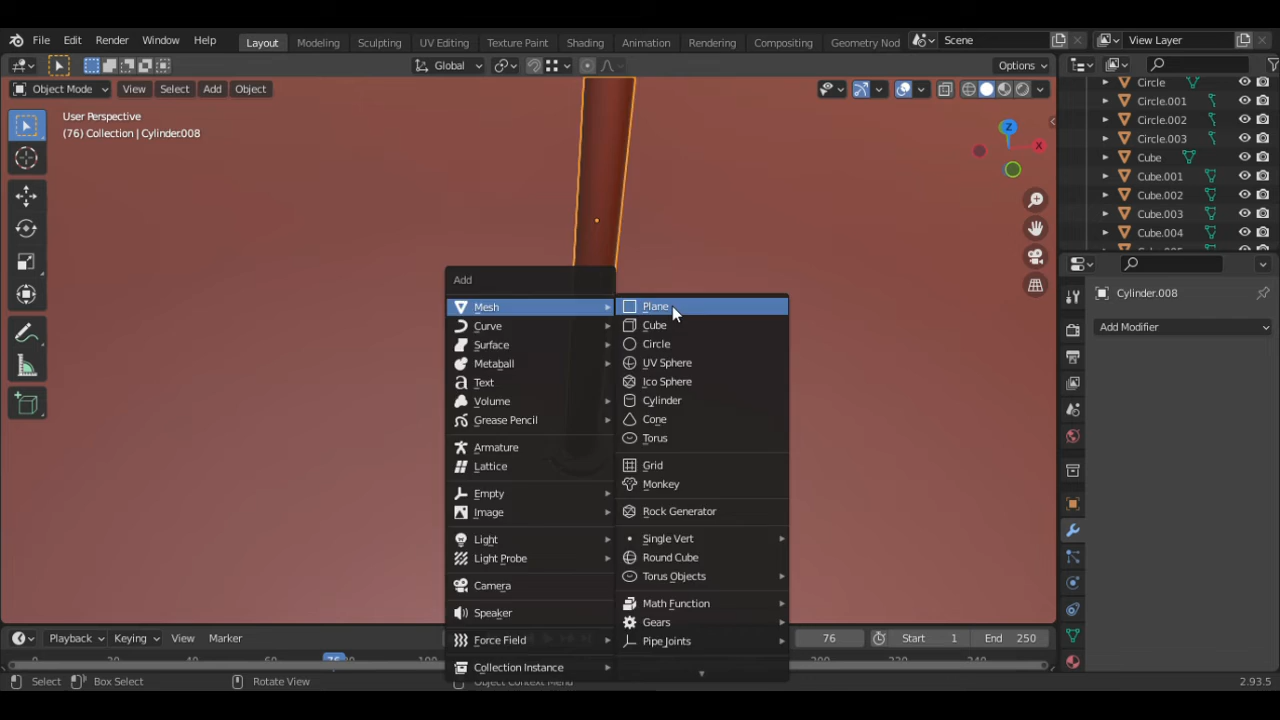 File Edit Render Window Help Layout Modeling Sculpting UV Editing Texture Paint Shading Animation Rendering Compositing Geometry Nod Scene View Layer
Global Options
Object Mode View Select Add Object
User Perspective
(76) Collection | Cylinder.008
Z
X
Circle
Circle.001
Circle.002
Circle.003
Cube
Cube.001
Cube.002
Cube.003
Cube.004
Cylinder.008
Add Modifier
Add
Mesh
Curve
Surface
Metaball
Text
Volume
Grease Pencil
Armature
Lattice
Empty
Image
Light
Light Probe
Camera
Speaker
Force Field
Collection Instance
Plane
Cube
Circle
UV Sphere
Ico Sphere
Cylinder
Cone
Torus
Grid
Monkey
Rock Generator
Single Vert
Round Cube
Torus Objects
Math Function
Gears
Pipe Joints
Playback Keying View Marker 76 Start 1 End 250
Select Box Select Rotate View Object Context Menu 2.93.5